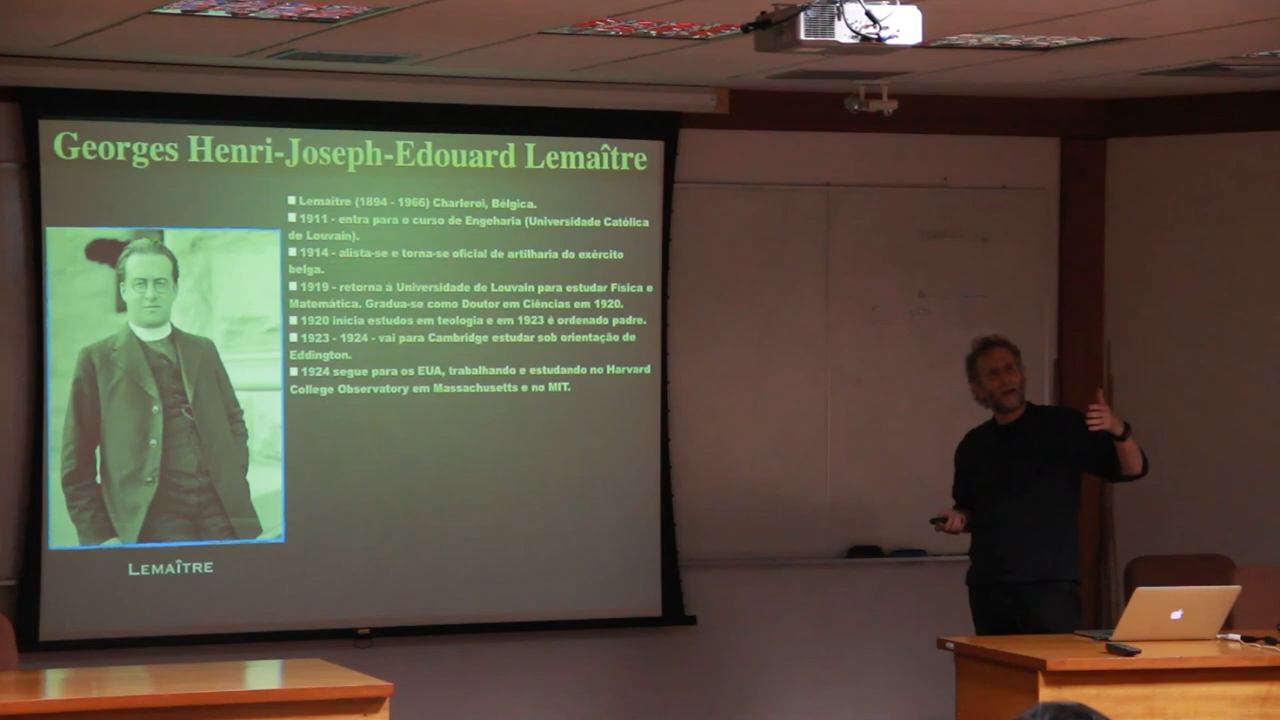 Georges Henri-Joseph-Edouard Lemaître
■ Lemaître (1894 - 1966) Charleroi, Bélgica.
■ 1911 - entra para o curso de Engeharia (Universidade Católica
de Louvain).
■ 1914 - alista-se e torna-se oficial de artilharia do exército
belga.
■ 1919 - retorna à Universidade de Louvain para estudar Física e
Matemática. Gradua-se como Doutor em Ciências em 1920.
■ 1920 inicia estudos em teologia e em 1923 é ordenado padre.
■ 1923 - 1924 - vai para Cambridge estudar sob orientação de
Eddington.
■ 1924 segue para os EUA, trabalhando e estudando no Harvard
College Observatory em Massachusetts e no MIT.
LEMAÎTRE